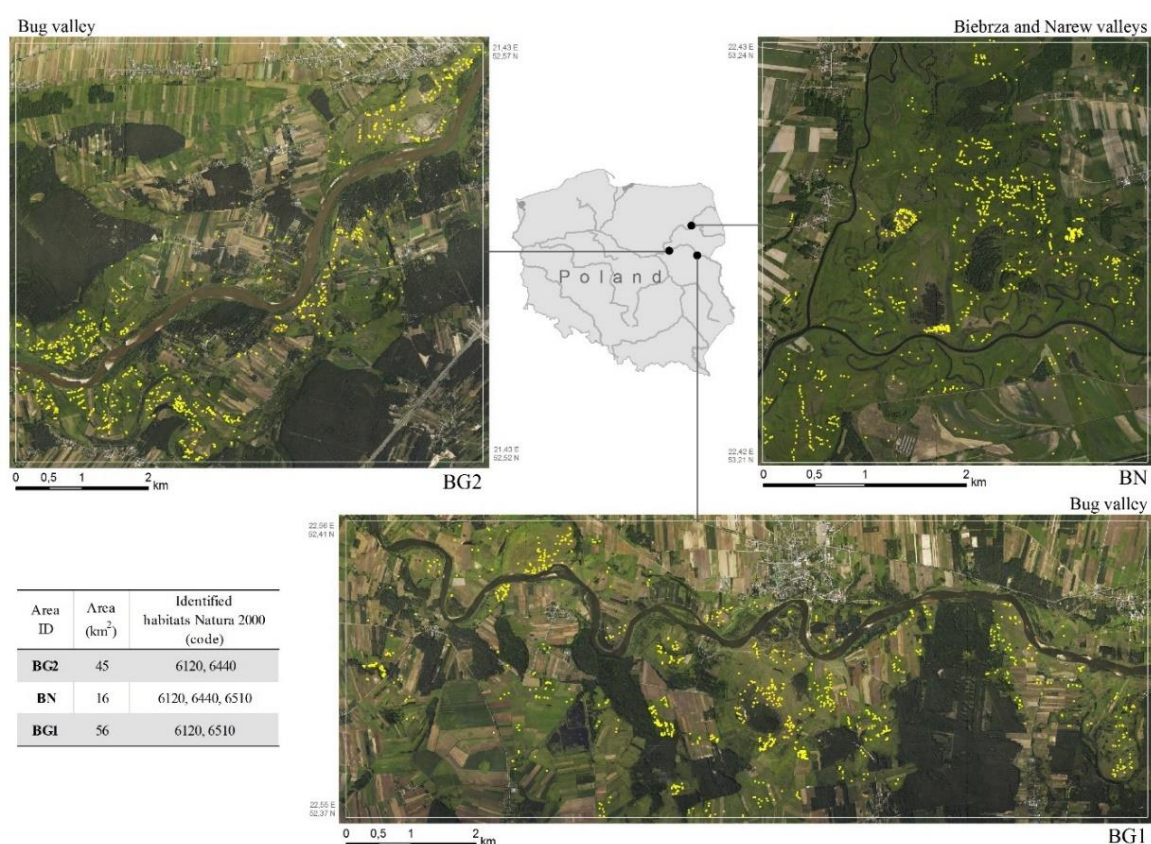 Bug valley
21,43 E
52,57 N
21,43 E
52,52 N
0 0,5 1 2
km
BG2
Poland
Biebrza and Narew valleys
22,43 E
53,24 N
22,42 E
53,21 N
0 0,5 1 2
km
BN
Bug valley
22,56 E
52,41 N
22,55 E
52,37 N
0 0,5 1 2
km
BG1
Area ID Area (km2) Identified habitats Natura 2000 (code)
BG2 45 6120, 6440
BN 16 6120, 6440, 6510
BG1 56 6120, 6510